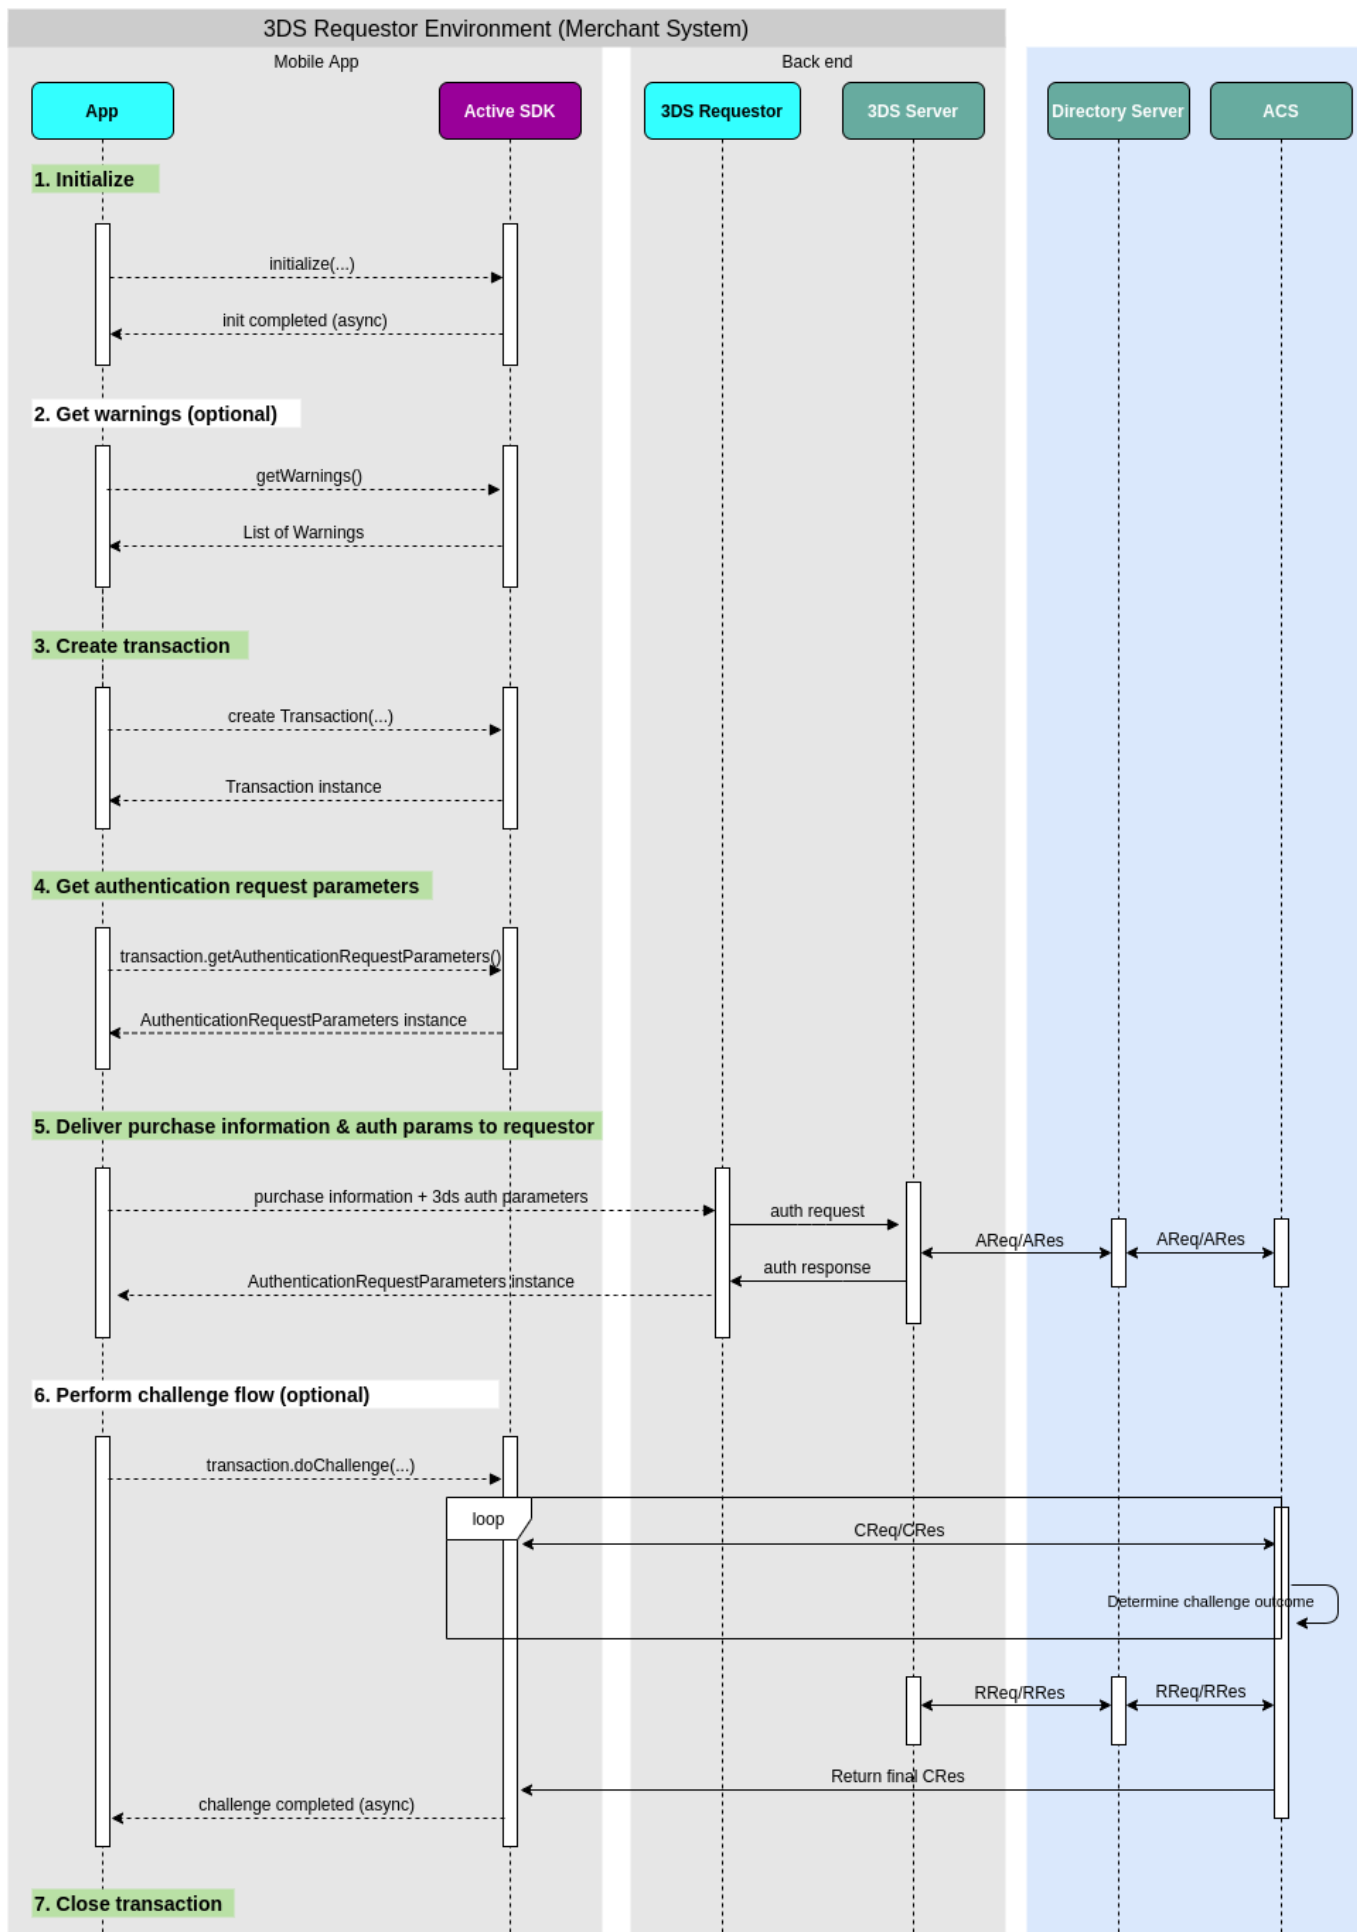 3DS Requestor Environment (Merchant System)
Mobile App
Back end
App
Active SDK
3DS Requestor
3DS Server
Directory Server
ACS
1. Initialize
initialize(...)
init completed (async)
2. Get warnings (optional)
getWarnings()
List of Warnings
3. Create transaction
create Transaction(...)
Transaction instance
4. Get authentication request parameters
transaction.getAuthenticationRequestParameters()
AuthenticationRequestParameters instance
5. Deliver purchase information & auth params to requestor
purchase information + 3ds auth parameters
auth request
AReq/ARes
AReq/ARes
auth response
AuthenticationRequestParameters instance
6. Perform challenge flow (optional)
transaction.doChallenge(...)
loop
CReq/CRes
Determine challenge outcome
RReq/RRes
RReq/RRes
Return final CRes
challenge completed (async)
7. Close transaction